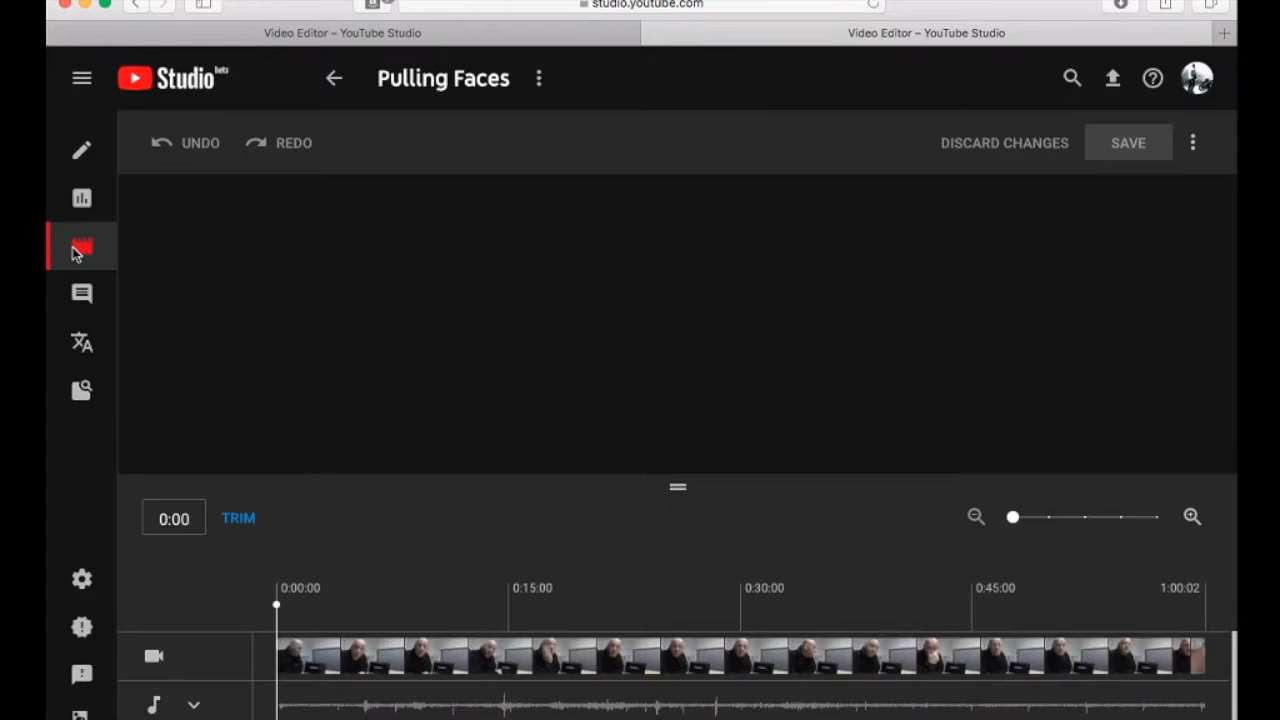 studio.youtube.com
Video Editor – YouTube Studio
Video Editor – YouTube Studio
Studio beta
Pulling Faces
UNDO
REDO
DISCARD CHANGES
SAVE
0:00
TRIM
0:00:00
0:15:00
0:30:00
0:45:00
1:00:02